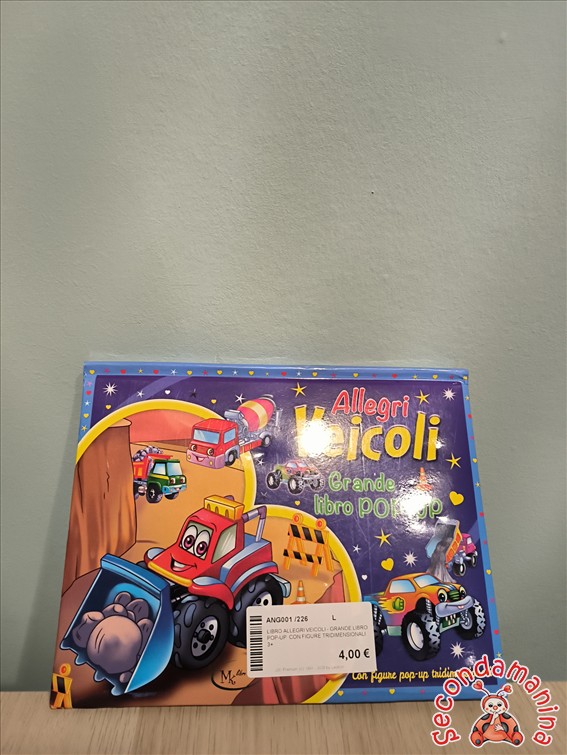 Allegri
Veicoli
Grande
libro POP-UP
ANG001 /226 L
LIBRO ALLEGRI VEICOLI - GRANDE LIBRO
POP-UP. CON FIGURE TRIDIMENSIONALI
3+
4,00 €
Con figure pop-up tridim
secondamanina